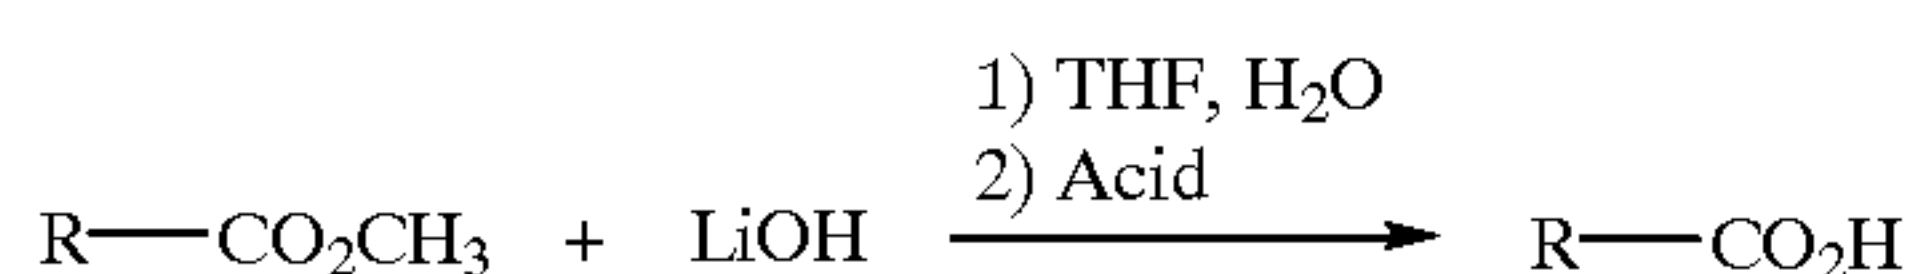 1) THF, H₂O
2) Acid
R—CO₂CH₃ + LiOH R—CO₂H